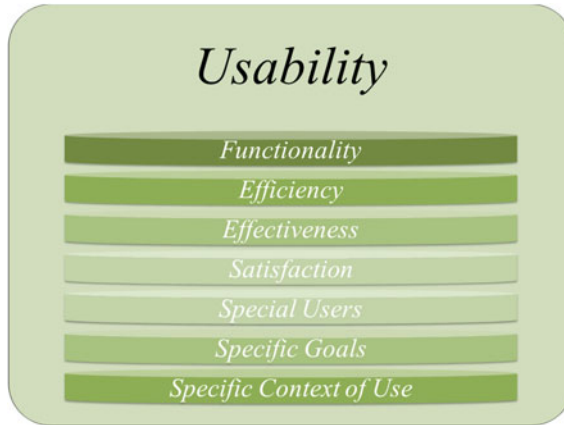 Usability
Functionality
Efficiency
Effectiveness
Satisfaction
Special Users
Specific Goals
Specific Context of Use